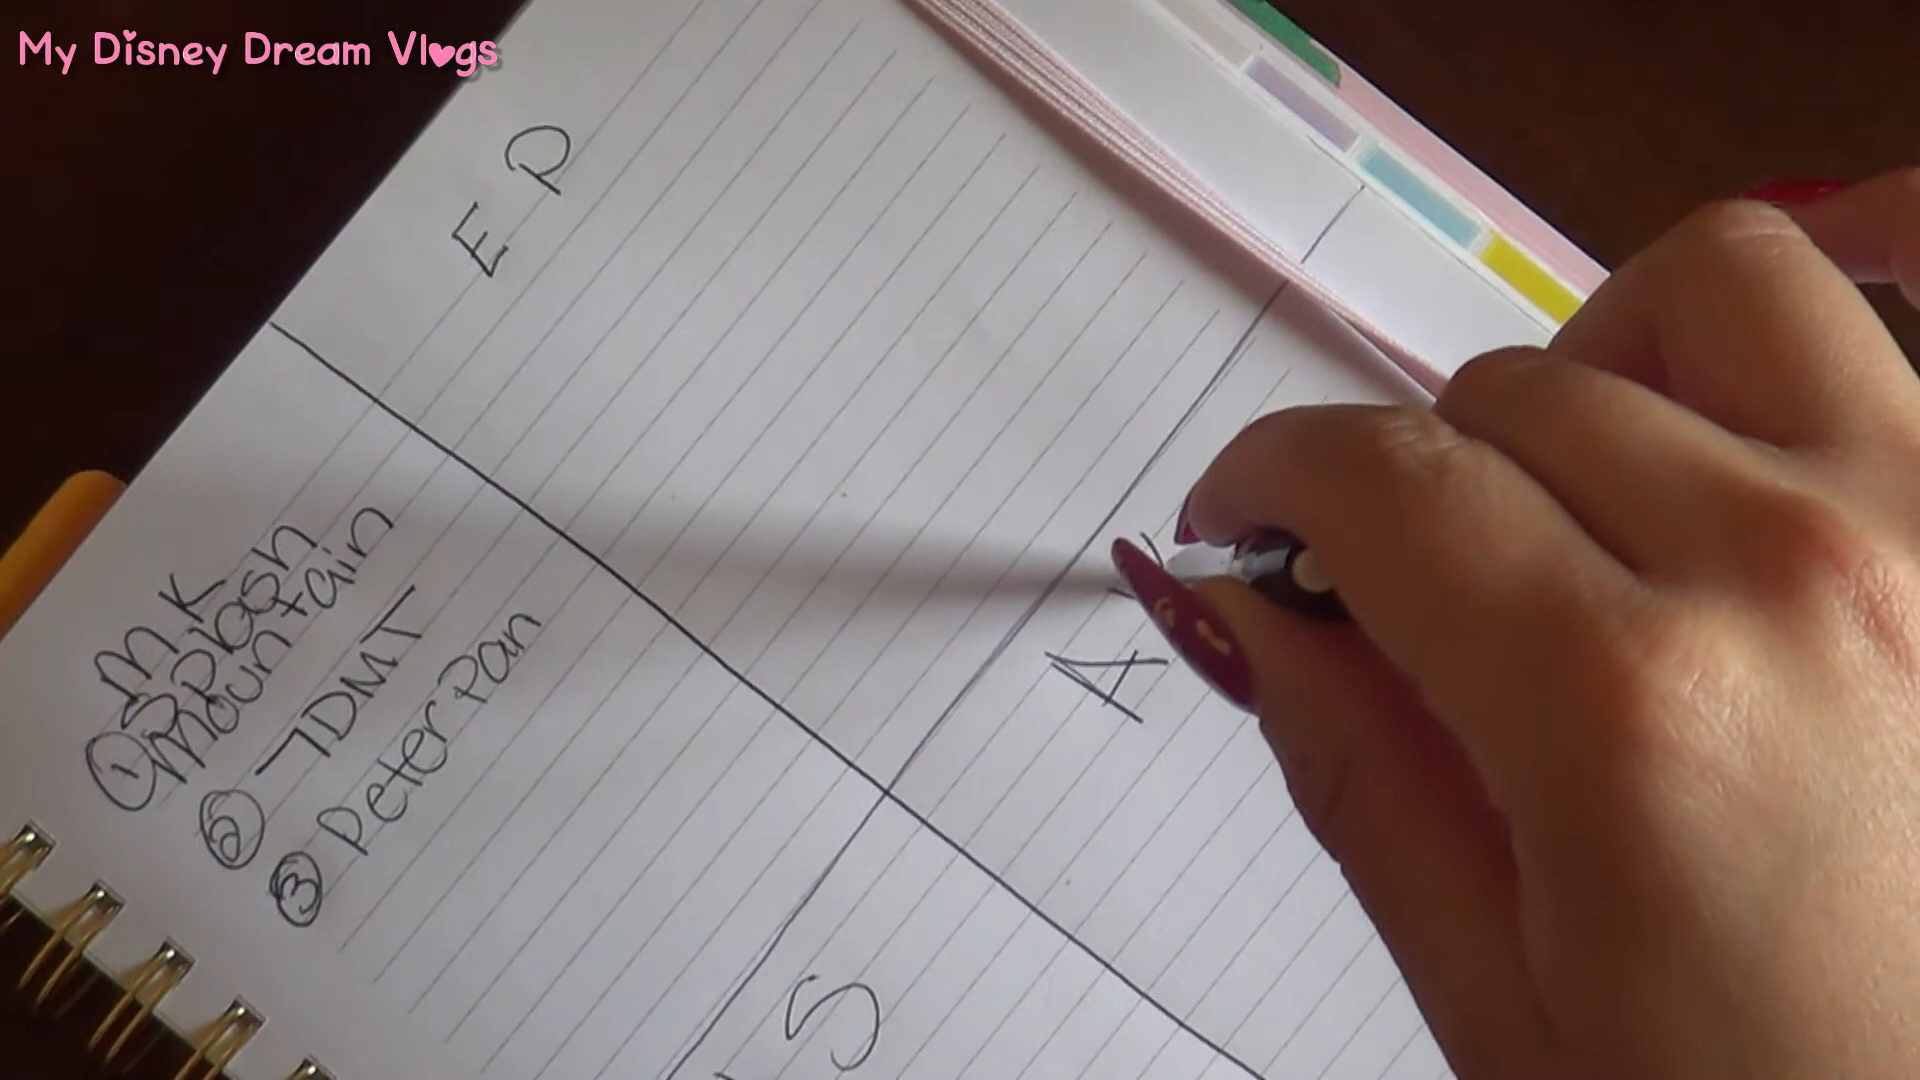 My Disney Dream Vlogs
EP
MK
① Splash
Mountain
② 7DMT
③ Peter Pan
A
S